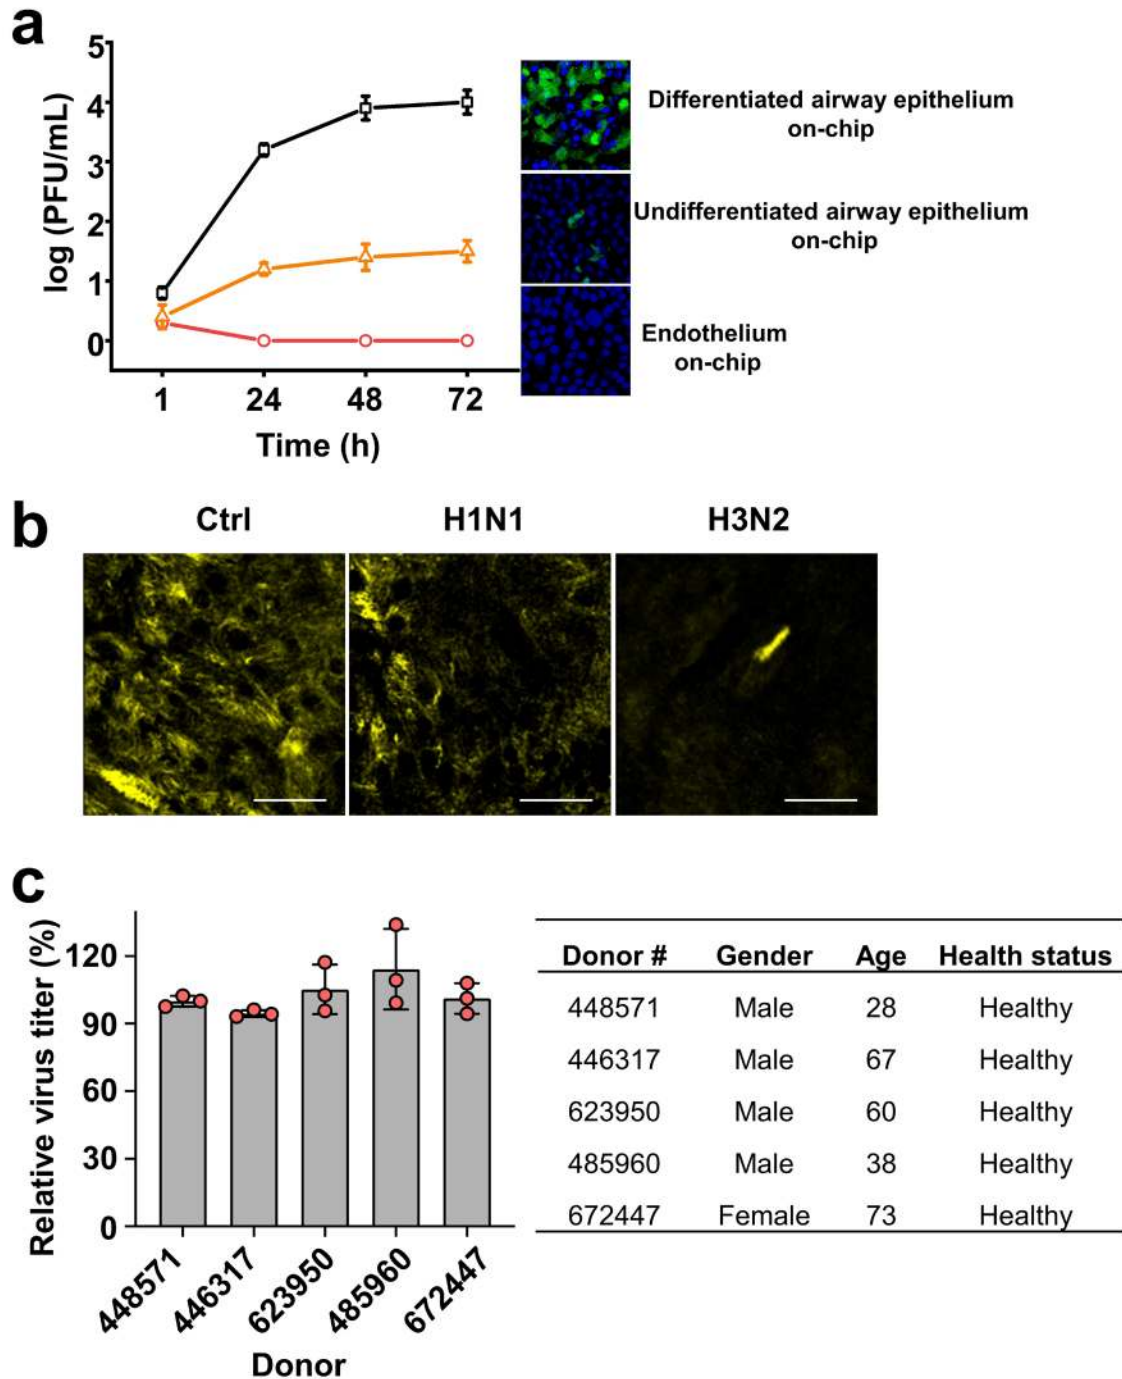 a
log (PFU/mL)
5
4
3
2
1
0
1 24 48 72
Time (h)
Differentiated airway epithelium
on-chip
Undifferentiated airway epithelium
on-chip
Endothelium
on-chip
b
Ctrl H1N1 H3N2
c
Relative virus titer (%)
120
90
60
30
0
448571 446317 623950 485960 672447
Donor
Donor # Gender Age Health status
448571 Male 28 Healthy
446317 Male 67 Healthy
623950 Male 60 Healthy
485960 Male 38 Healthy
672447 Female 73 Healthy